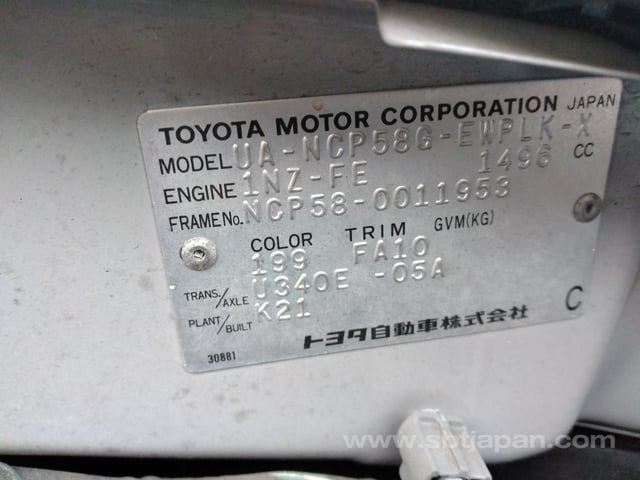 TOYOTA MOTOR CORPORATION JAPAN
MODEL UA-NCP58G-EWPLK-X
ENGINE 1NZ-FE 1496 CC
FRAME No. NCP58-0011953
COLOR TRIM GVM(KG)
199 FA10
TRANS./AXLE U340E -05A
PLANT/BUILT K21 C
30881 トヨタ自動車株式会社
www.sptjapan.com